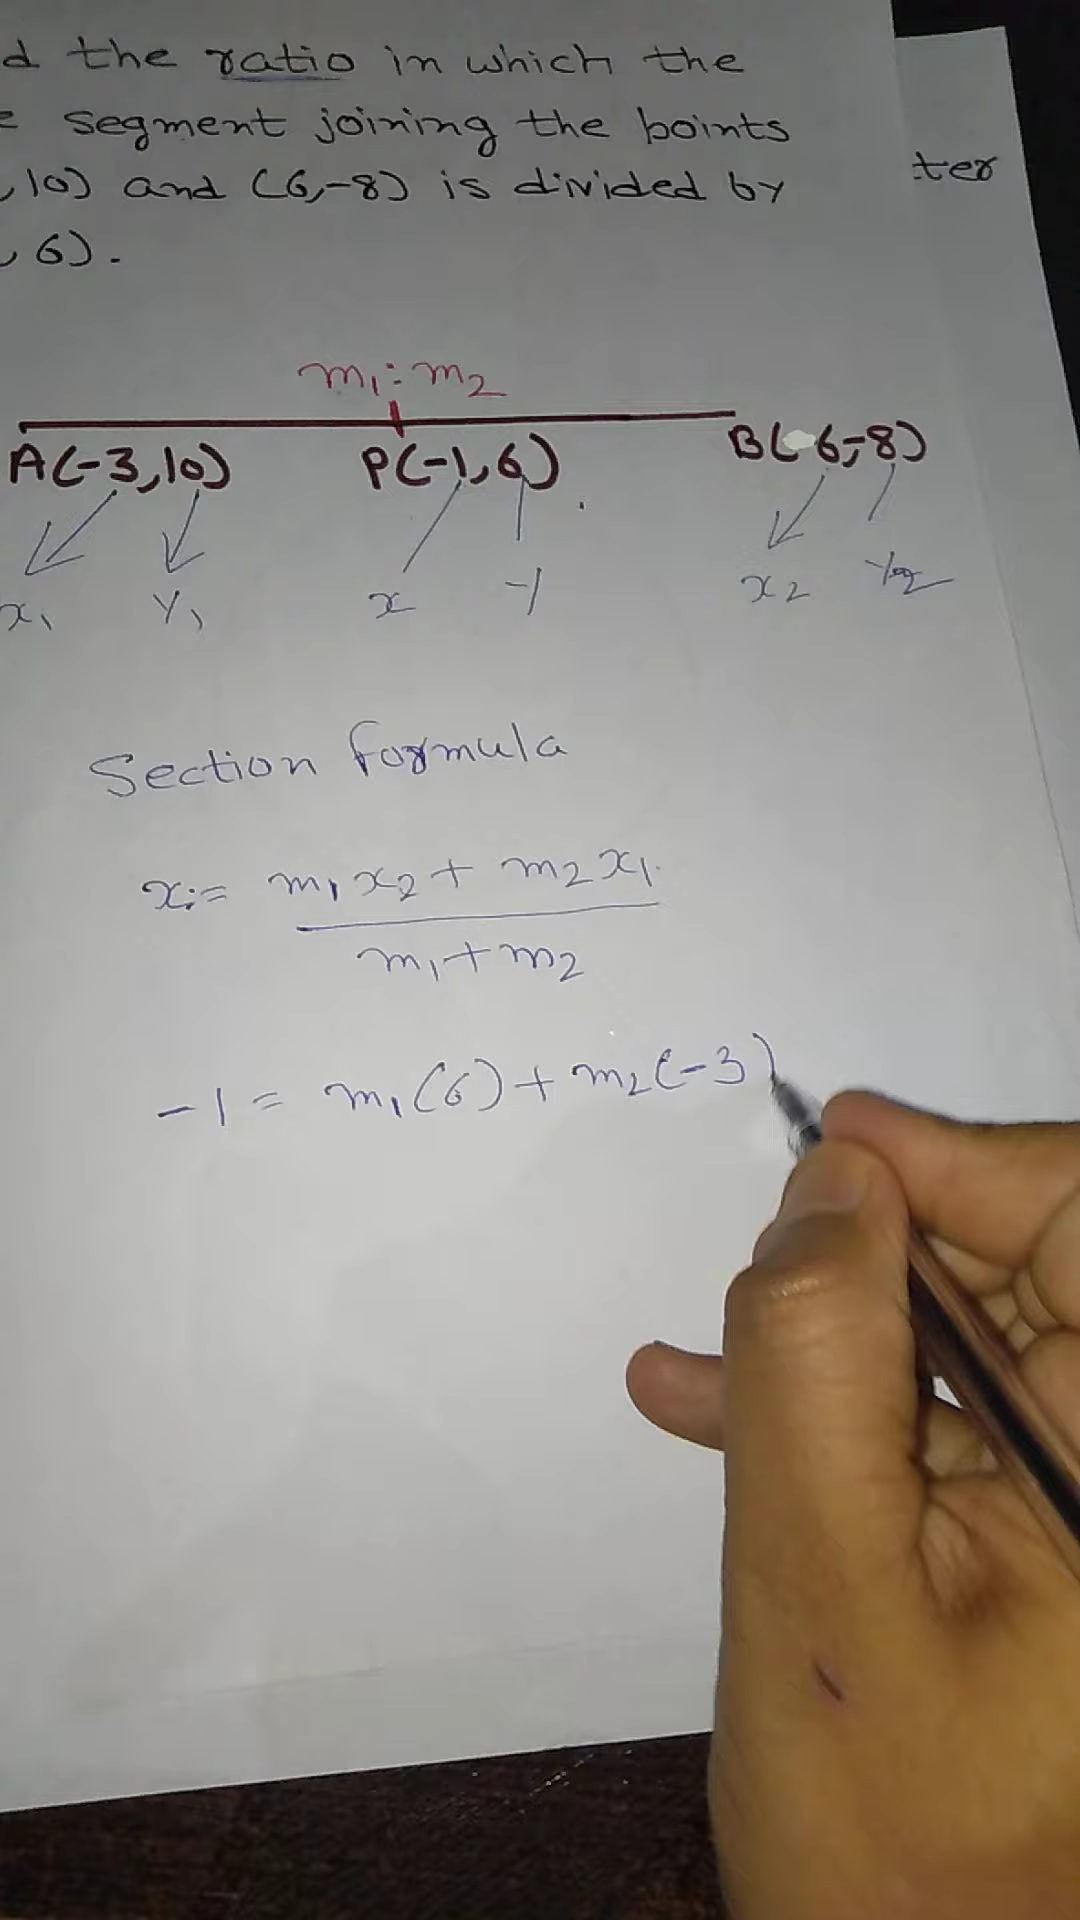 d the ratio in which the
e segment joining the points
, 10) and (6,-8) is divided by
ter
, 6).
m₁ : m₂
A(-3,10) P(-1,6) B( 6,-8)
x₁ y₁ x y x₂ y₂
Section formula
x = m₁x₂ + m₂x₁
m₁ + m₂
-1 = m₁(6) + m₂(-3)